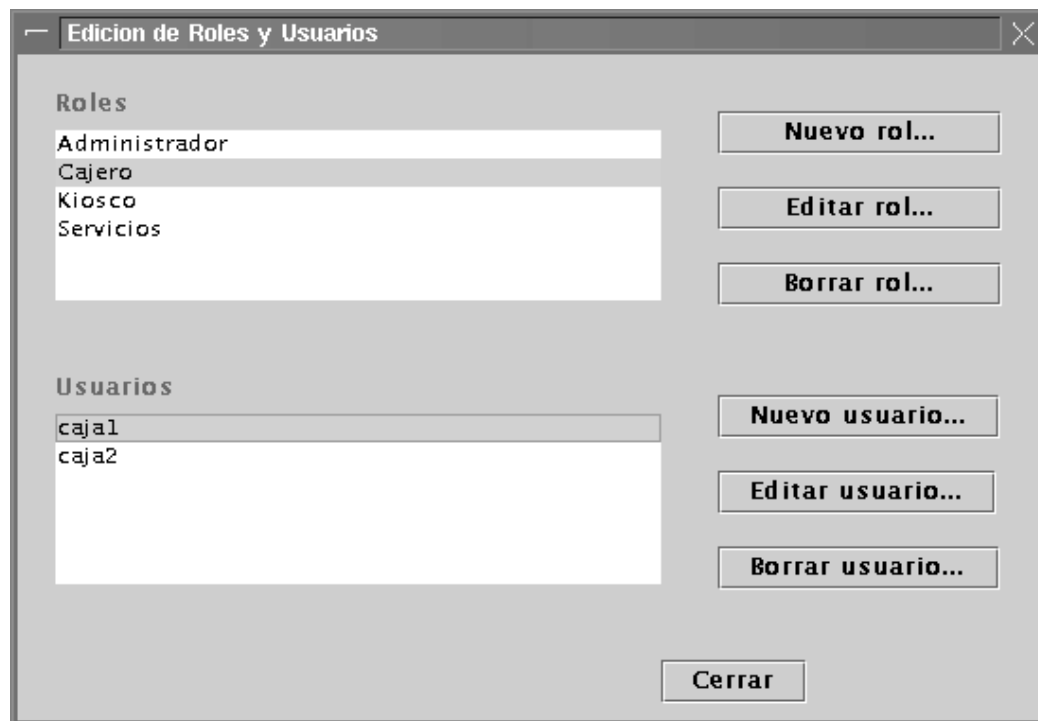 Edicion de Roles y Usuarios
Roles
Administrador
Cajero
Kiosco
Servicios
Nuevo rol...
Editar rol...
Borrar rol...
Usuarios
caja1
caja2
Nuevo usuario...
Editar usuario...
Borrar usuario...
Cerrar